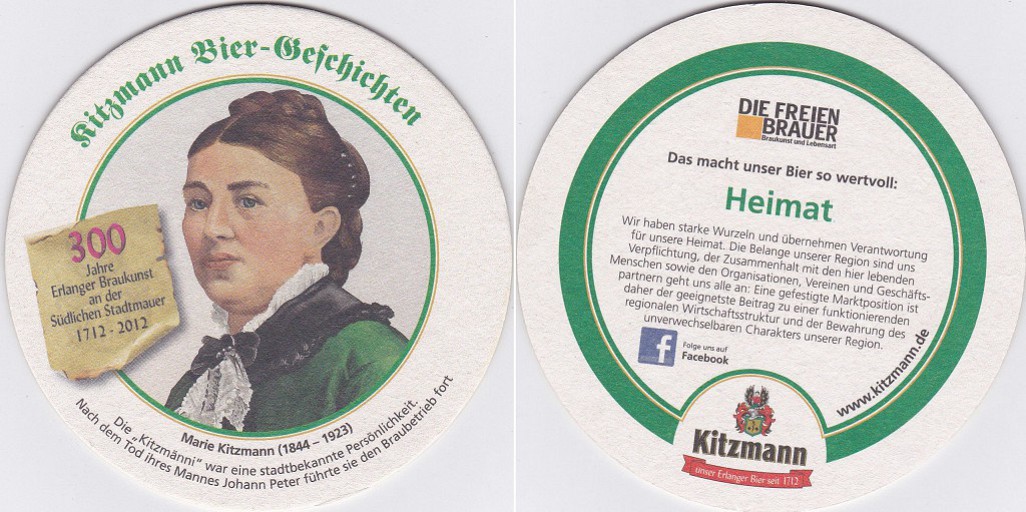 Kitzmann Bier-Geſchichten
300
Jahre
Erlanger Braukunst
an der
Südlichen Stadtmauer
1712 - 2012
Marie Kitzmann (1844 – 1923)
Die „Kitzmänni“ war eine stadtbekannte Persönlichkeit.
Nach dem Tod ihres Mannes Johann Peter führte sie den Braubetrieb fort
DIE FREIEN
BRAUER
Braukunst und Lebensart
Das macht unser Bier so wertvoll:
Heimat
Wir haben starke Wurzeln und übernehmen Verantwortung
für unsere Heimat. Die Belange unserer Region sind uns
Verpflichtung, der Zusammenhalt mit den hier lebenden
Menschen sowie den Organisationen, Vereinen und Geschäfts-
partnern geht uns alle an: Eine gefestigte Marktposition ist
daher der geeignetste Beitrag zu einer funktionierenden
regionalen Wirtschaftsstruktur und der Bewahrung des
unverwechselbaren Charakters unserer Region.
f
Folge uns auf
Facebook
www.kitzmann.de
Kitzmann
unser Erlanger Bier seit 1712